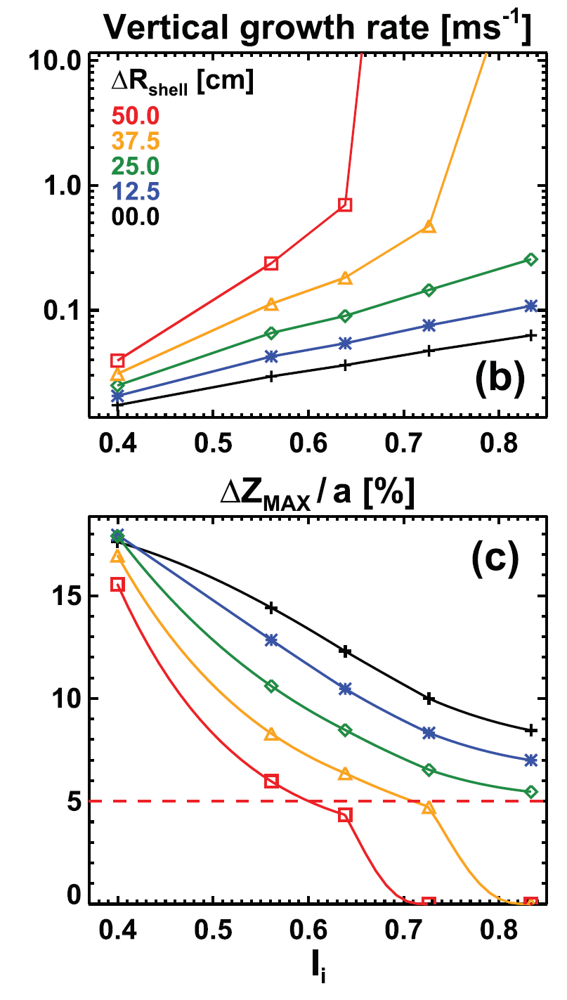 Vertical growth rate [ms⁻¹]
10.0
ΔR_shell [cm]
50.0
37.5
25.0
12.5
00.0
1.0
0.1
(b)
0.4 0.5 0.6 0.7 0.8
ΔZ_MAX / a [%]
(c)
15
10
5
0
0.4 0.5 0.6 0.7 0.8
l_i